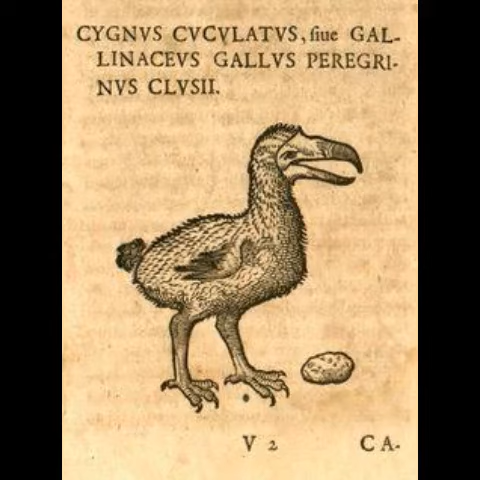 CYGNVS CVCVLATVS, ſiue GAL-
LINACEVS GALLVS PEREGRI-
NVS CLVSII.
V 2 CA-